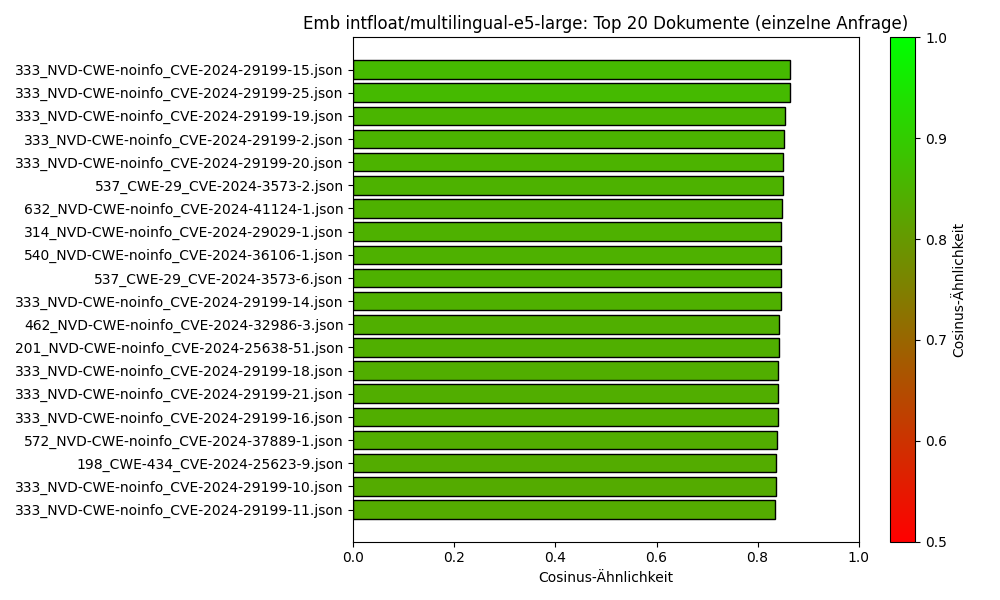 Emb intfloat/multilingual-e5-large: Top 20 Dokumente (einzelne Anfrage)
333_NVD-CWE-noinfo_CVE-2024-29199-15.json
333_NVD-CWE-noinfo_CVE-2024-29199-25.json
333_NVD-CWE-noinfo_CVE-2024-29199-19.json
333_NVD-CWE-noinfo_CVE-2024-29199-2.json
333_NVD-CWE-noinfo_CVE-2024-29199-20.json
537_CWE-29_CVE-2024-3573-2.json
632_NVD-CWE-noinfo_CVE-2024-41124-1.json
314_NVD-CWE-noinfo_CVE-2024-29029-1.json
540_NVD-CWE-noinfo_CVE-2024-36106-1.json
537_CWE-29_CVE-2024-3573-6.json
333_NVD-CWE-noinfo_CVE-2024-29199-14.json
462_NVD-CWE-noinfo_CVE-2024-32986-3.json
201_NVD-CWE-noinfo_CVE-2024-25638-51.json
333_NVD-CWE-noinfo_CVE-2024-29199-18.json
333_NVD-CWE-noinfo_CVE-2024-29199-21.json
333_NVD-CWE-noinfo_CVE-2024-29199-16.json
572_NVD-CWE-noinfo_CVE-2024-37889-1.json
198_CWE-434_CVE-2024-25623-9.json
333_NVD-CWE-noinfo_CVE-2024-29199-10.json
333_NVD-CWE-noinfo_CVE-2024-29199-11.json
0.0 0.2 0.4 0.6 0.8 1.0
Cosinus-Ähnlichkeit
1.0
0.9
0.8
0.7
0.6
0.5
Cosinus-Ähnlichkeit